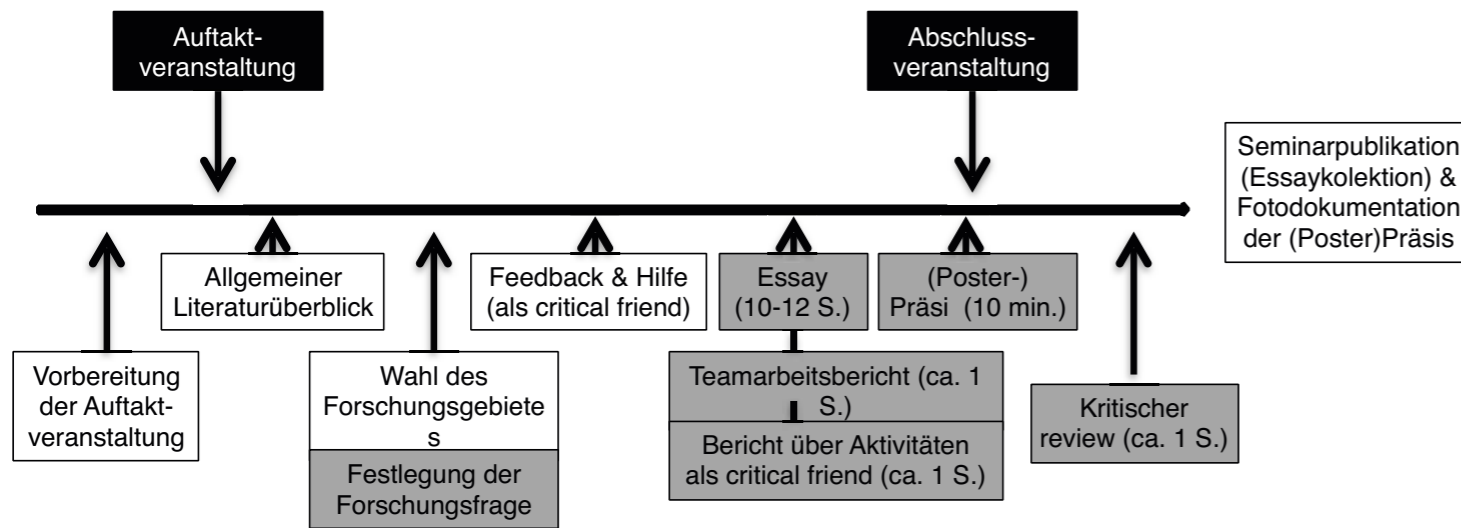 Auftakt-
veranstaltung
Abschluss-
veranstaltung
Seminarpublikation
(Essaykolektion) &
Fotodokumentation
der (Poster)Präsis
Allgemeiner
Literaturüberblick
Feedback & Hilfe
(als critical friend)
Essay
(10-12 S.)
(Poster-)
Präsi (10 min.)
Vorbereitung
der Auftakt-
veranstaltung
Wahl des
Forschungsgebiete
s
Festlegung der
Forschungsfrage
Teamarbeitsbericht (ca. 1
S.)
Bericht über Aktivitäten
als critical friend (ca. 1 S.)
Kritischer
review (ca. 1 S.)